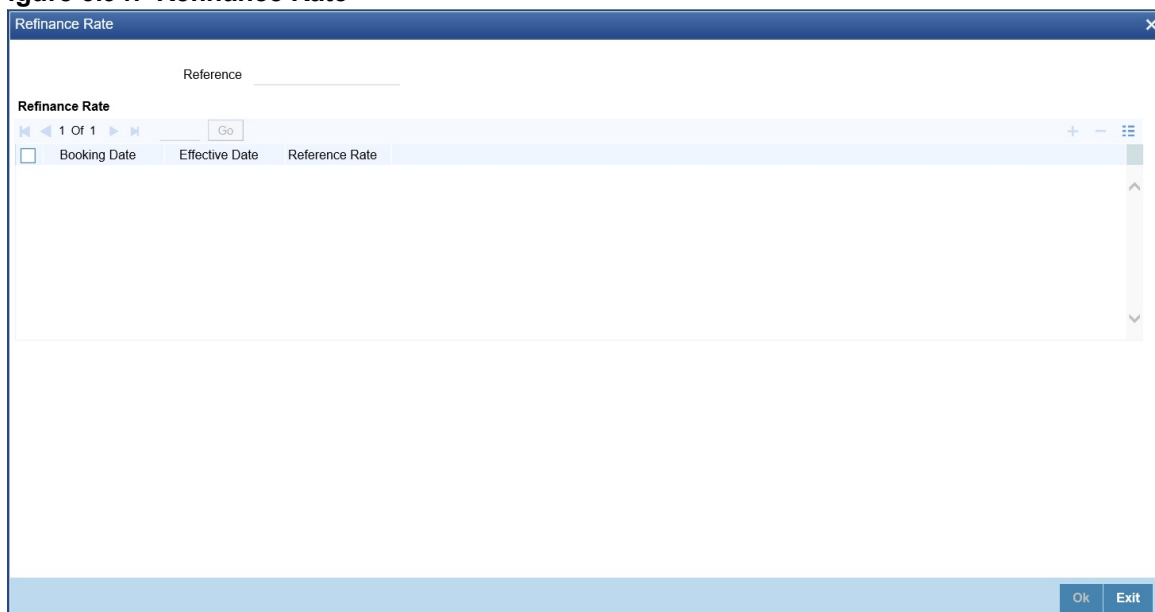 Refinance Rate
Reference
Refinance Rate
1 Of 1 Go
Booking Date Effective Date Reference Rate
Ok Exit